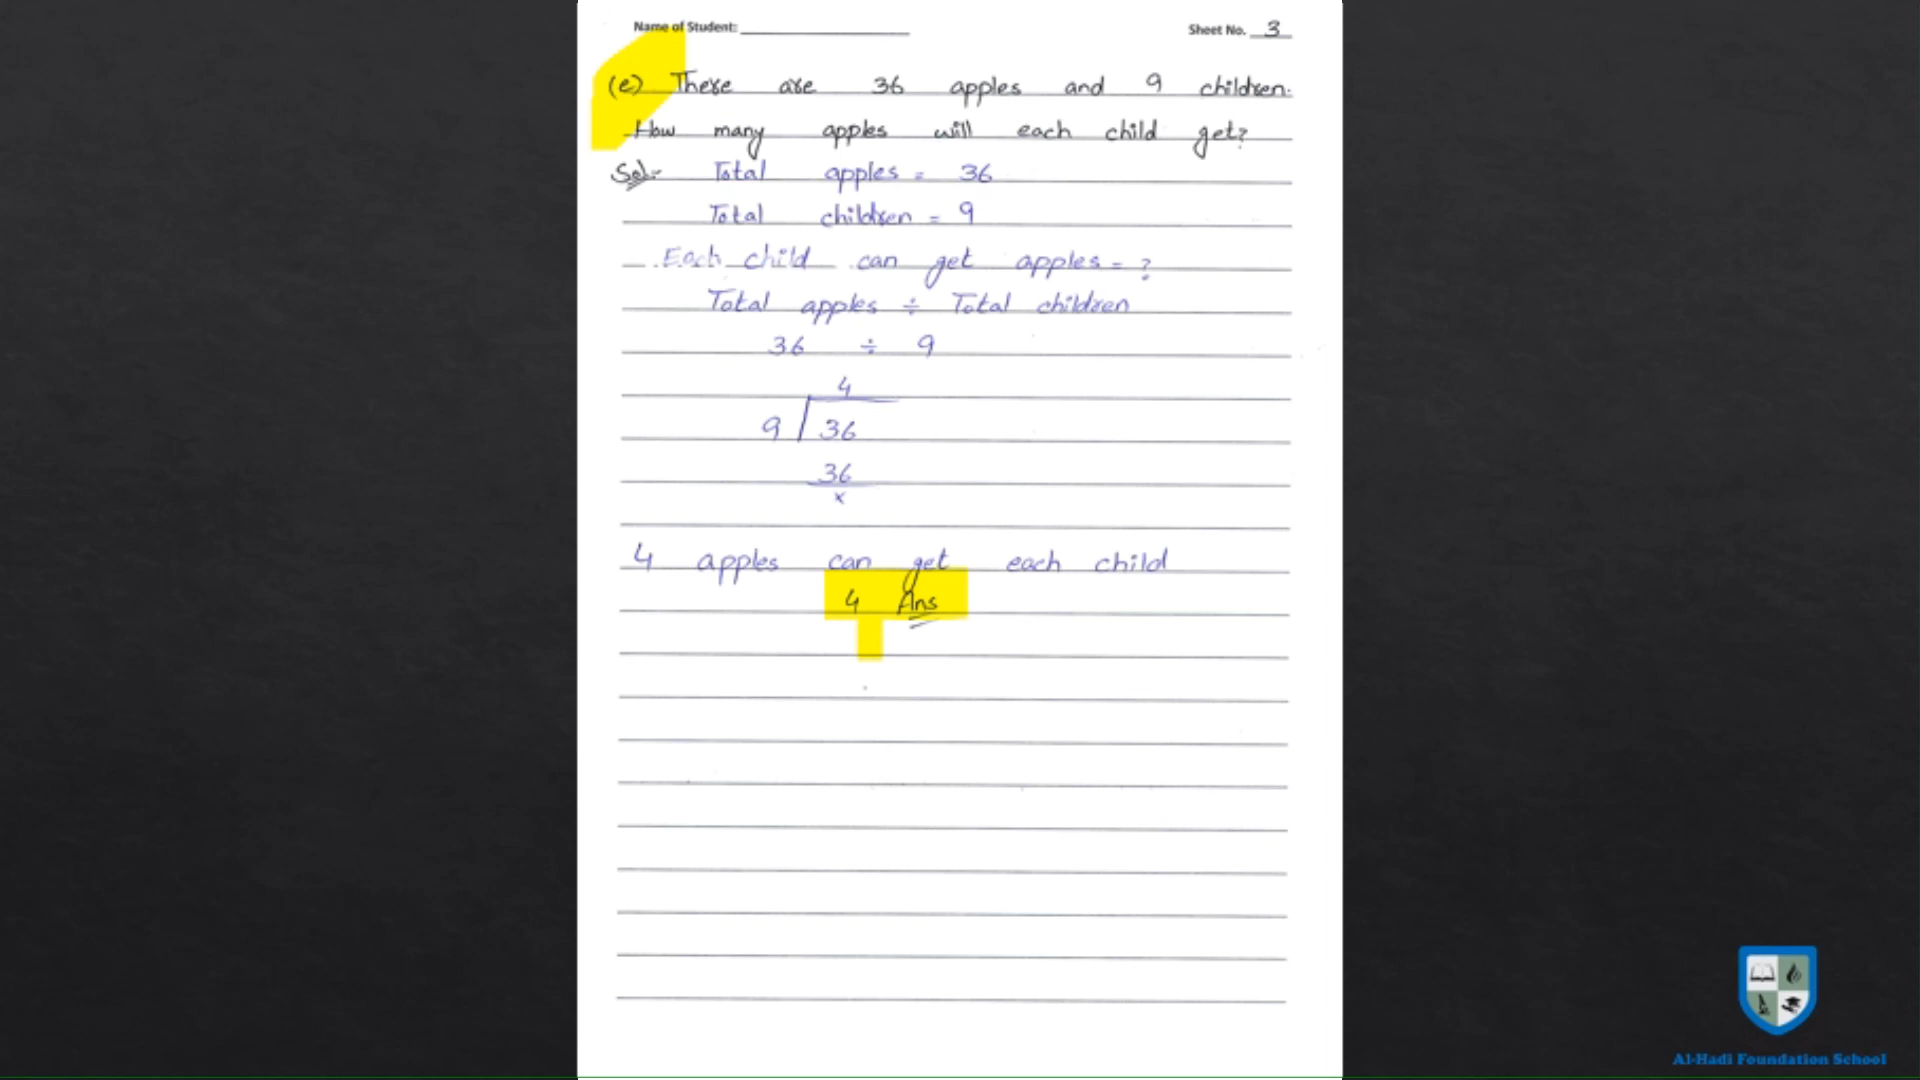 Name of Student:
Sheet No. 3
(e) There are 36 apples and 9 children.
How many apples will each child get?
Sol:- Total apples = 36
Total children = 9
Each child can get apples = ?
Total apples ÷ Total children
36 ÷ 9
4
9 36
36
x
4 apples can get each child
4 Ans
Al-Hadi Foundation School